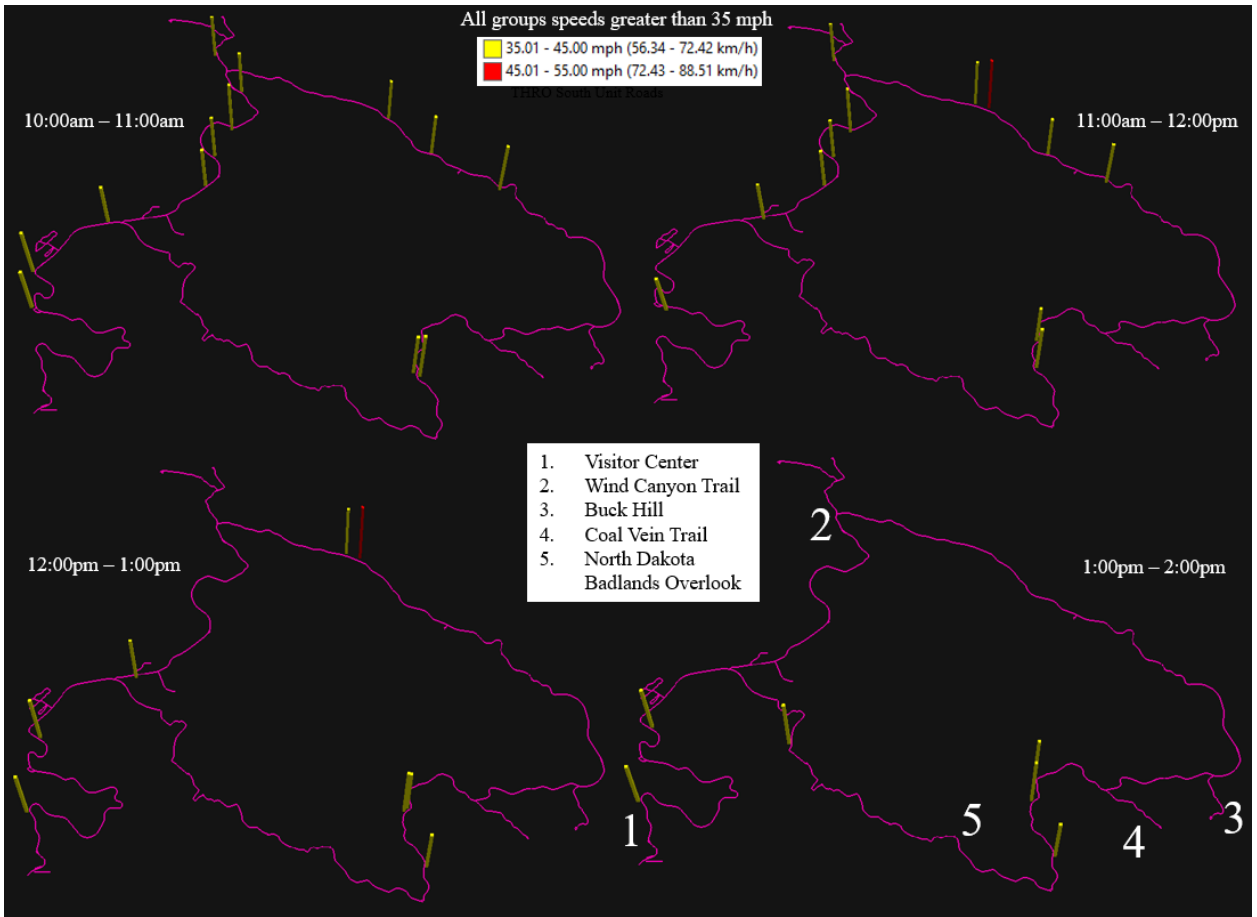 All groups speeds greater than 35 mph
35.01 - 45.00 mph (56.34 - 72.42 km/h)
45.01 - 55.00 mph (72.43 - 88.51 km/h)
THRO South Unit Roads
10:00am – 11:00am
11:00am – 12:00pm
1. Visitor Center
2. Wind Canyon Trail
3. Buck Hill
4. Coal Vein Trail
5. North Dakota
Badlands Overlook
12:00pm – 1:00pm
1:00pm – 2:00pm
2
1
5
4
3